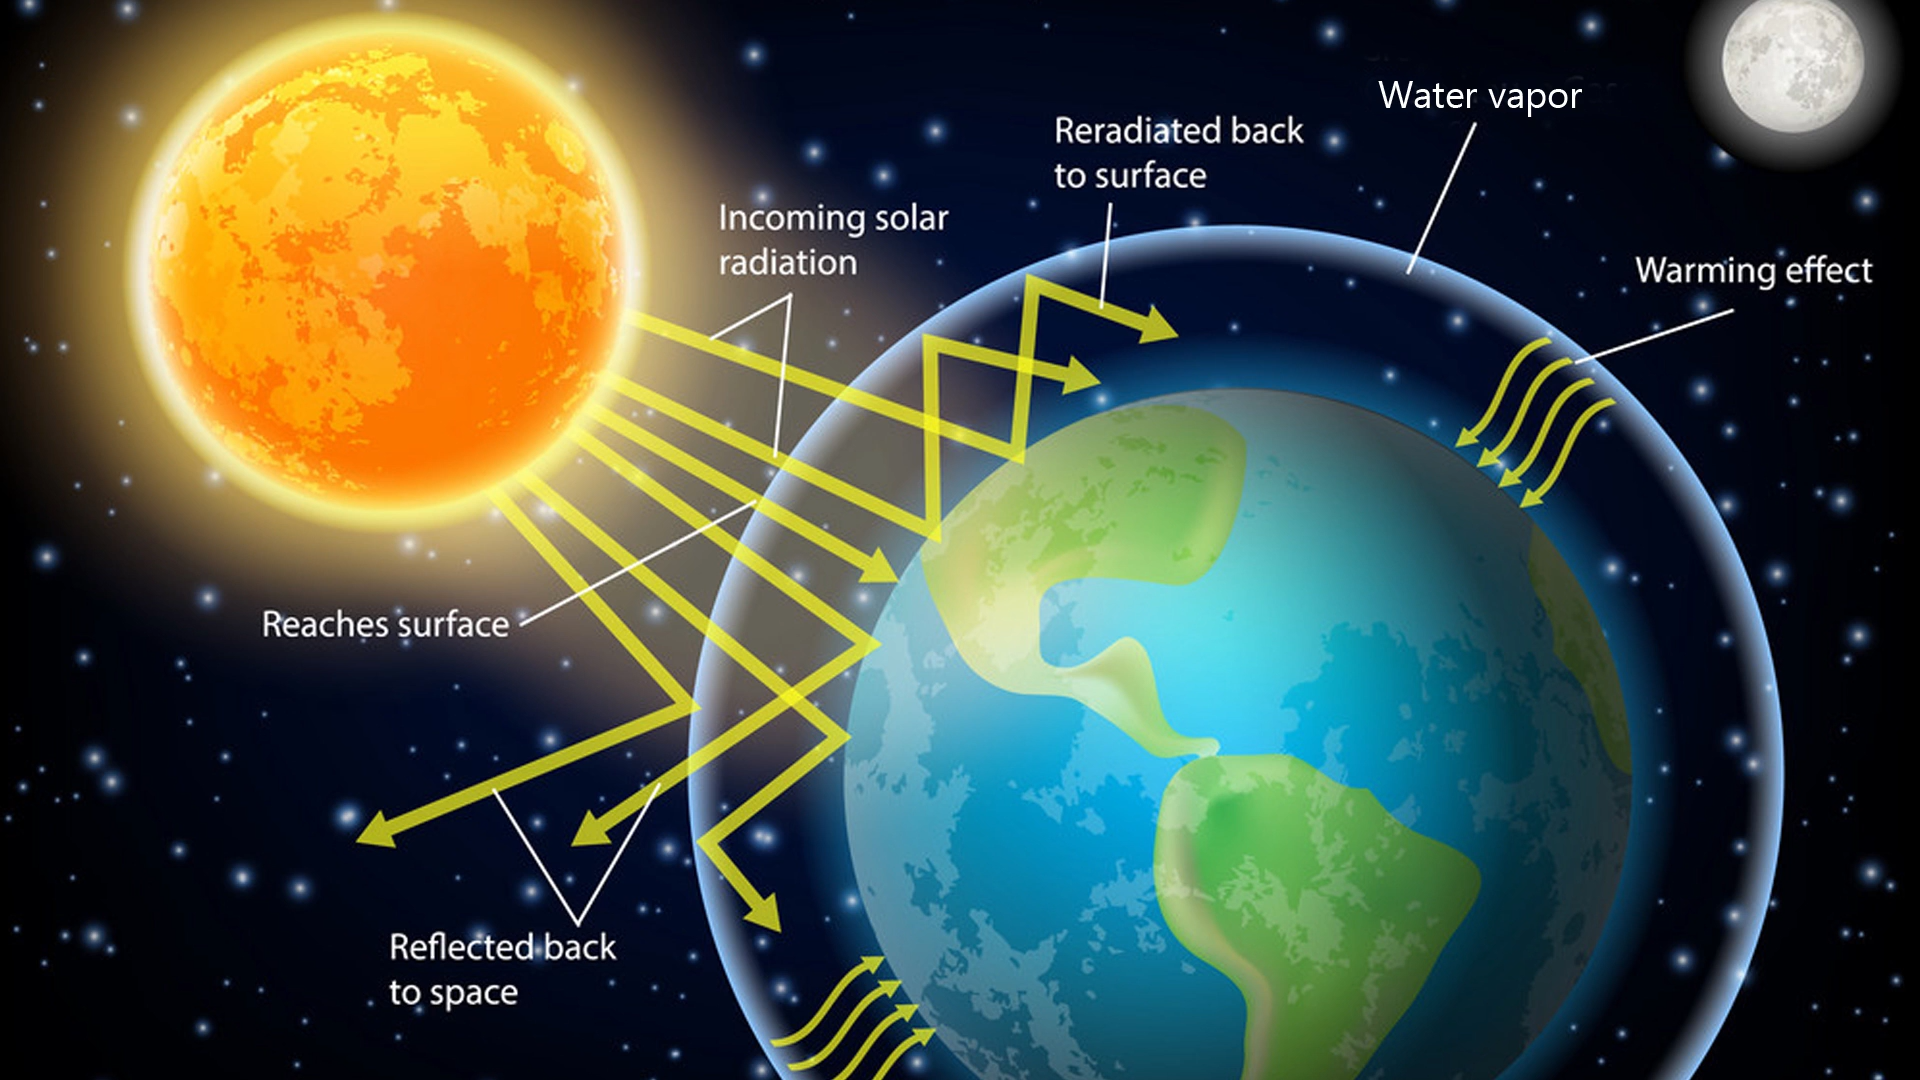 Water vapor
Reradiated back
to surface
Incoming solar
radiation
Warming effect
Reaches surface
Reflected back
to space